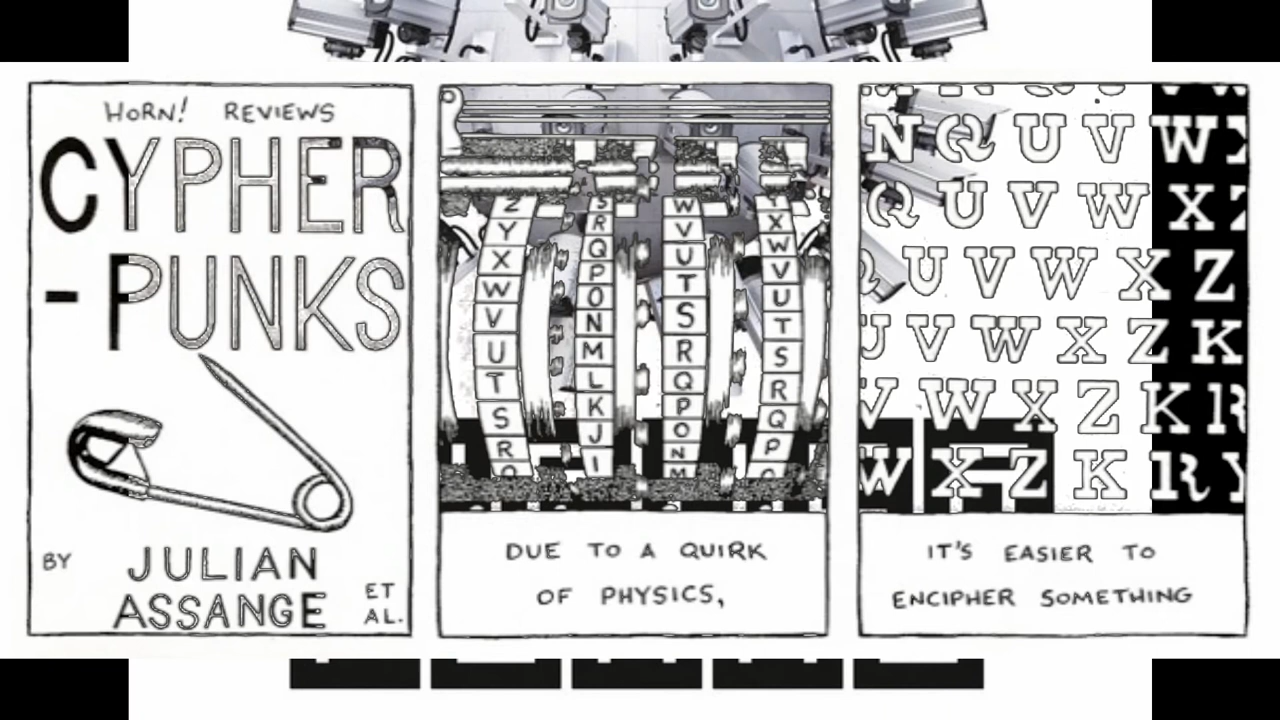 HORN! REVIEWS
CYPHER
-PUNKS
BY JULIAN
ASSANGE ET
AL.
Z Y X W V U T S R Q
S R Q P O N M L K J I
W V U T S R Q P O N M
Y X W V U T S R Q P O
DUE TO A QUIRK
OF PHYSICS,
N Q U V W X
Q U V W X Z
Q U V W X Z
U V W X Z K
V W X Z K R
W X Z K R Y
IT'S EASIER TO
ENCIPHER SOMETHING